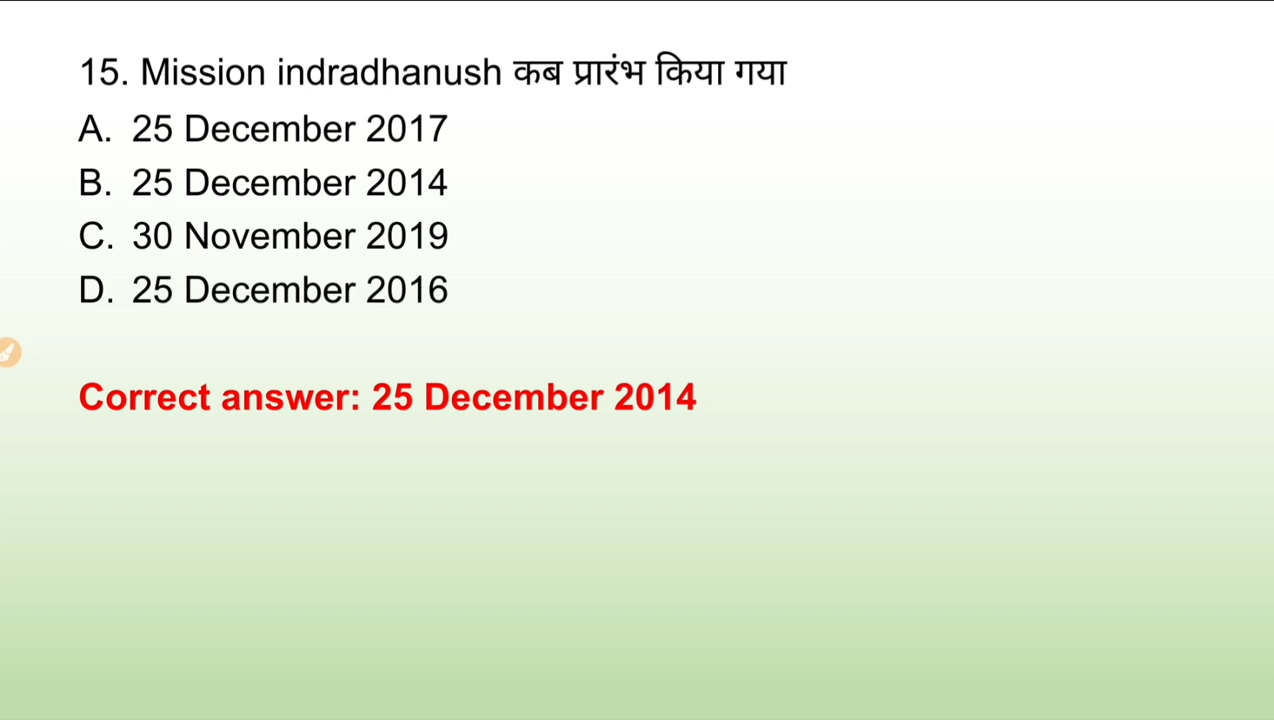 15. Mission indradhanush कब प्रारंभ किया गया
A. 25 December 2017
B. 25 December 2014
C. 30 November 2019
D. 25 December 2016
Correct answer: 25 December 2014